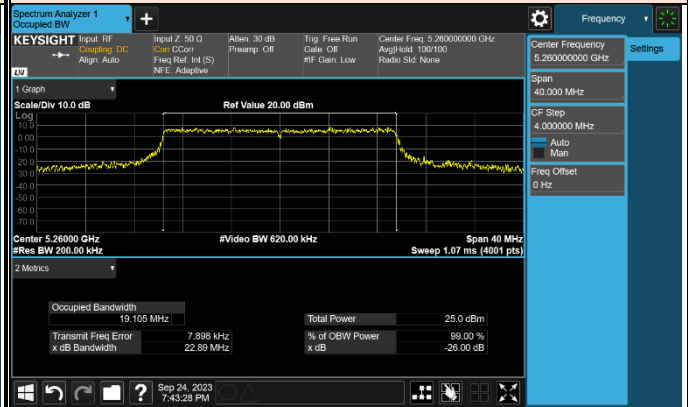 Spectrum Analyzer 1
Occupied BW
Frequency
KEYSIGHT
Input: RF
Coupling: DC
Align: Auto
Input Z: 50 Ω
Corr CCorr
Freq Ref: Int (S)
NFE: Adaptive
Atten: 30 dB
Preamp: Off
Trig: Free Run
Gate: Off
#IF Gain: Low
Center Freq: 5.260000000 GHz
Avg|Hold: 100/100
Radio Std: None
LXI
Center Frequency
5.260000000 GHz
Settings
Span
40.000 MHz
CF Step
4.000000 MHz
Auto
Man
Freq Offset
0 Hz
1 Graph
Scale/Div 10.0 dB
Ref Value 20.00 dBm
Log
10.0
0.00
-10.0
-20.0
-30.0
-40.0
-50.0
-60.0
-70.0
Center 5.26000 GHz
#Video BW 620.00 kHz
Span 40 MHz
#Res BW 200.00 kHz
Sweep 1.07 ms (4001 pts)
2 Metrics
Occupied Bandwidth
19.105 MHz
Total Power 25.0 dBm
Transmit Freq Error 7.898 kHz
% of OBW Power 99.00 %
x dB Bandwidth 22.89 MHz
x dB -26.00 dB
?
Sep 24, 2023
7:43:28 PM